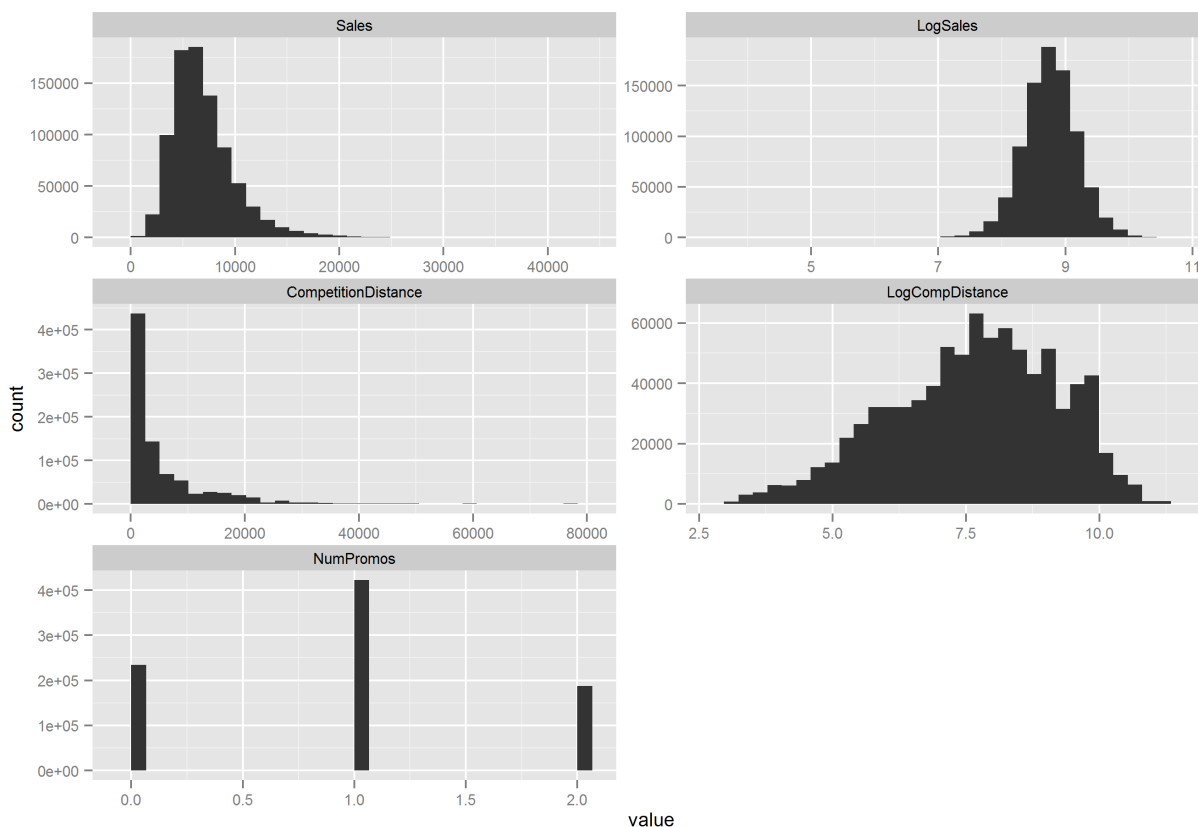 Sales
LogSales
150000
100000
50000
0
150000
100000
50000
0
0 10000 20000 30000 40000
5 7 9 11
CompetitionDistance
LogCompDistance
4e+05
3e+05
2e+05
1e+05
0e+00
60000
40000
20000
0
0 20000 40000 60000 80000
2.5 5.0 7.5 10.0
NumPromos
4e+05
3e+05
2e+05
1e+05
0e+00
0.0 0.5 1.0 1.5 2.0
count
value